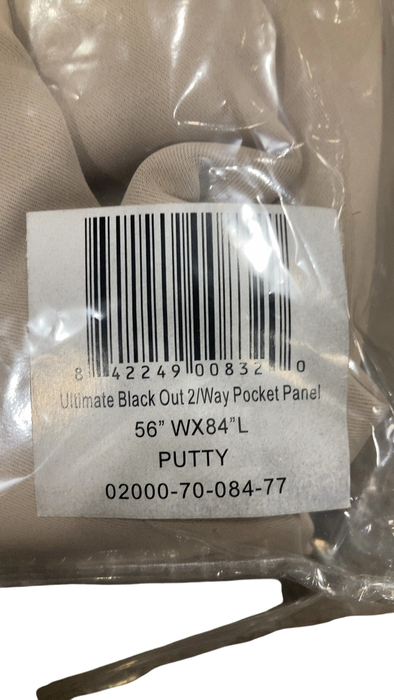 8 42249 00832 0
Ultimate Black Out 2/Way Pocket Panel
56” WX84”L
PUTTY
02000-70-084-77